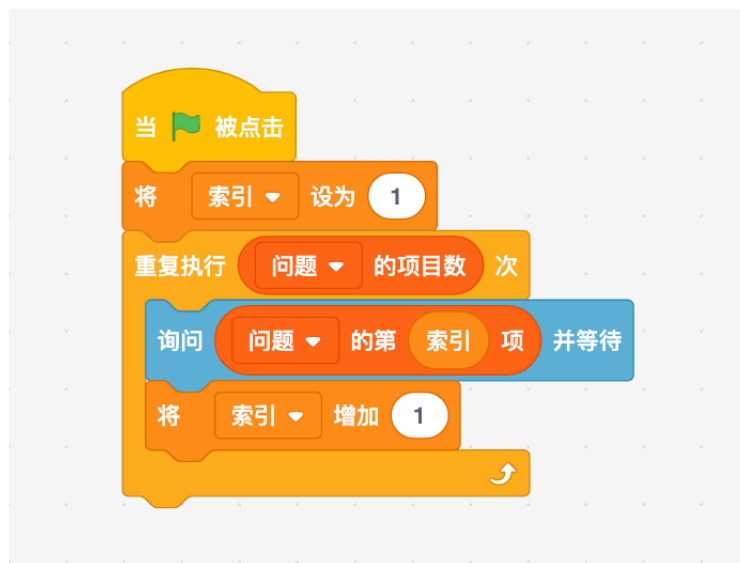 当 被点击
将 索引 设为 1
重复执行 问题 的项目数 次
询问 问题 的第 索引 项 并等待
将 索引 增加 1